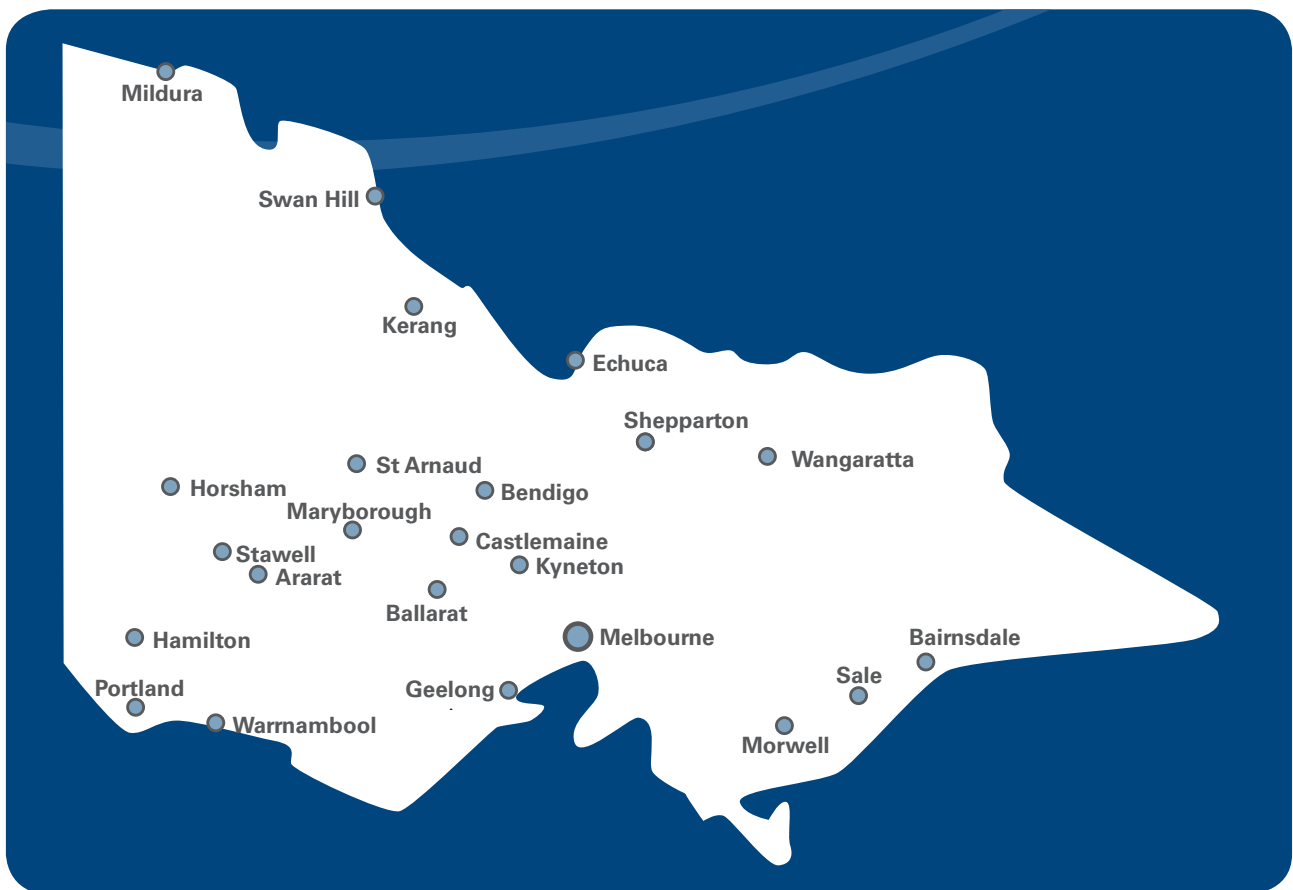 Mildura
Swan Hill
Kerang
Echuca
Shepparton
Wangaratta
St Arnaud
Horsham
Bendigo
Maryborough
Castlemaine
Stawell
Kyneton
Ararat
Ballarat
Hamilton
Melbourne
Bairnsdale
Sale
Portland
Geelong
Warrnambool
Morwell